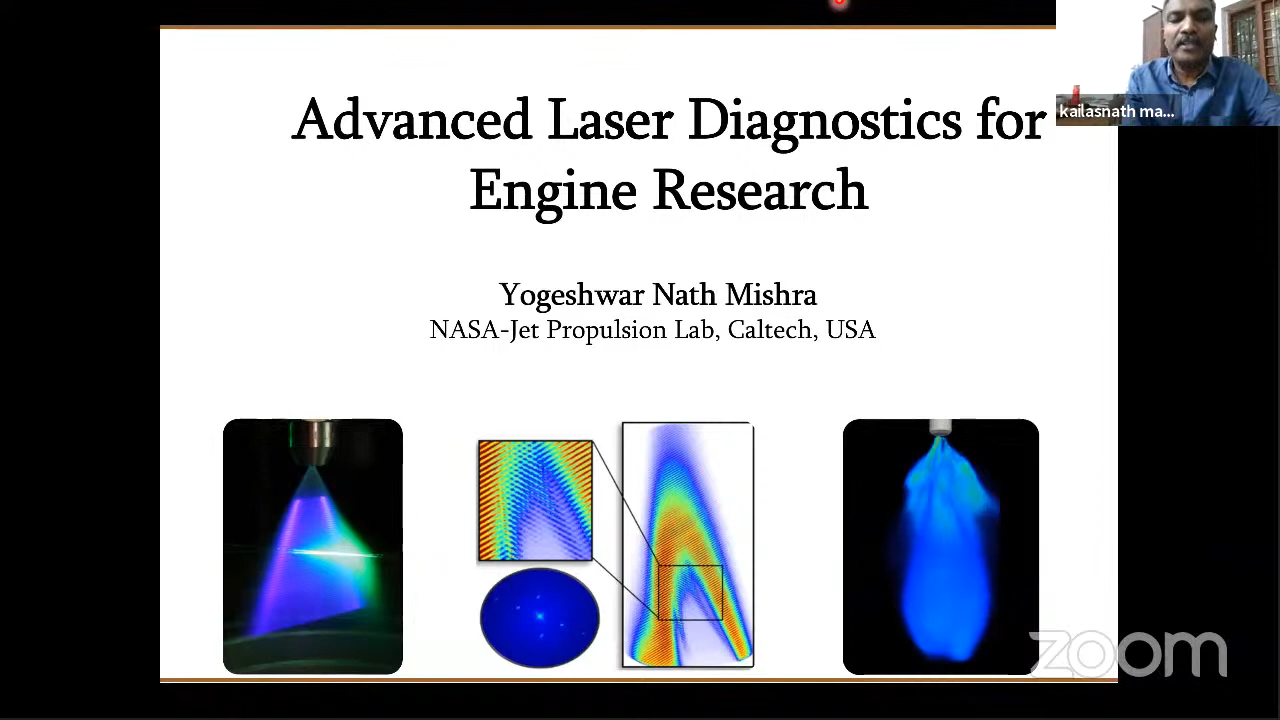 Advanced Laser Diagnostics for
Engine Research
Yogeshwar Nath Mishra
NASA-Jet Propulsion Lab, Caltech, USA
kailasnath ma...
zoom